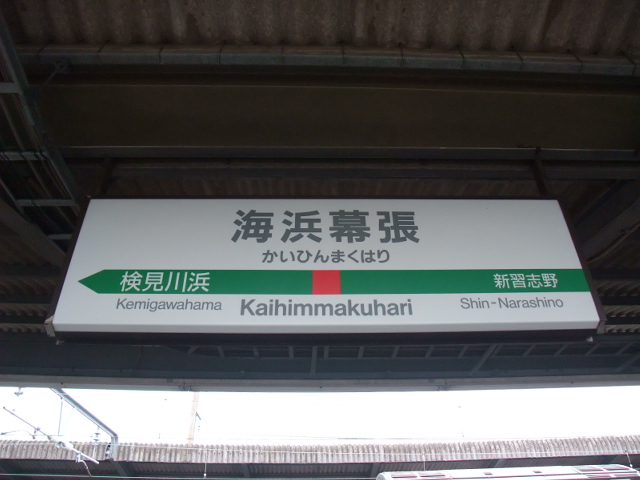 海浜幕張
かいひんまくはり
検見川浜
新習志野
Kemigawahama
Kaihimmakuhari
Shin-Narashino